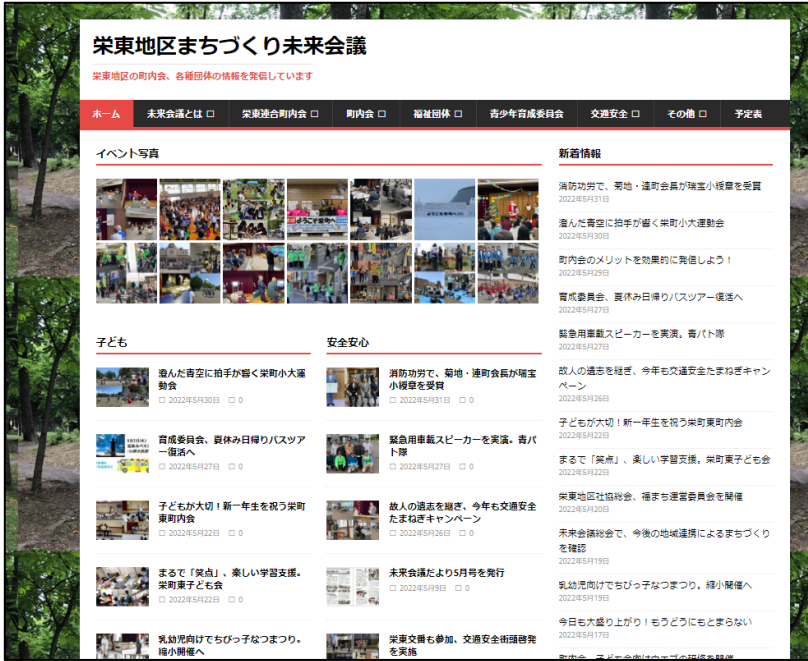 栄東地区まちづくり未来会議
栄東地区の町内会、各種団体の情報を発信しています
ホーム 未来会議とは 栄東連合町内会 町内会 福祉団体 青少年育成委員会 交通安全 その他 予定表
イベント写真
ようこそ栄町へ
ようこそ栄町へ
子ども
澄んだ青空に拍手が響く栄町小大運
動会
2022年5月30日 0
育成委員会、夏休み日帰りバスツア
ー復活へ
2022年5月27日 0
子どもが大切！新一年生を祝う栄町
東町内会
2022年5月22日 0
まるで「笑点」、楽しい学習支援。
栄町東子ども会
2022年5月22日 0
乳幼児向けでちびっ子なつまつり。
縮小開催へ
安全安心
消防功労で、菊地・連町会長が瑞宝
小綬章を受賞
2022年5月31日 0
緊急用車載スピーカーを実演。青パ
ト隊
2022年5月27日 0
故人の遺志を継ぎ、今年も交通安全
たまねぎキャンペーン
2022年5月26日 0
未来会議だより5月号を発行
2022年5月9日 0
栄東交番も参加、交通安全街頭啓発
を実施
新着情報
消防功労で、菊地・連町会長が瑞宝小綬章を受賞
2022年5月31日
澄んだ青空に拍手が響く栄町小大運動会
2022年5月30日
町内会のメリットを効果的に発信しよう！
2022年5月29日
育成委員会、夏休み日帰りバスツアー復活へ
2022年5月27日
緊急用車載スピーカーを実演。青パト隊
2022年5月27日
故人の遺志を継ぎ、今年も交通安全たまねぎキャン
ペーン
2022年5月26日
子どもが大切！新一年生を祝う栄町東町内会
2022年5月22日
まるで「笑点」、楽しい学習支援。栄町東子ども会
2022年5月22日
栄東地区社協総会、福まち運営委員会を開催
2022年5月20日
未来会議総会で、今後の地域連携によるまちづくり
を確認
2022年5月19日
乳幼児向けでちびっ子なつまつり。縮小開催へ
2022年5月19日
今日も大盛り上がり！もうどうにもとまらない
2022年5月17日
町内会、子ども会向けウェブの研修を開催